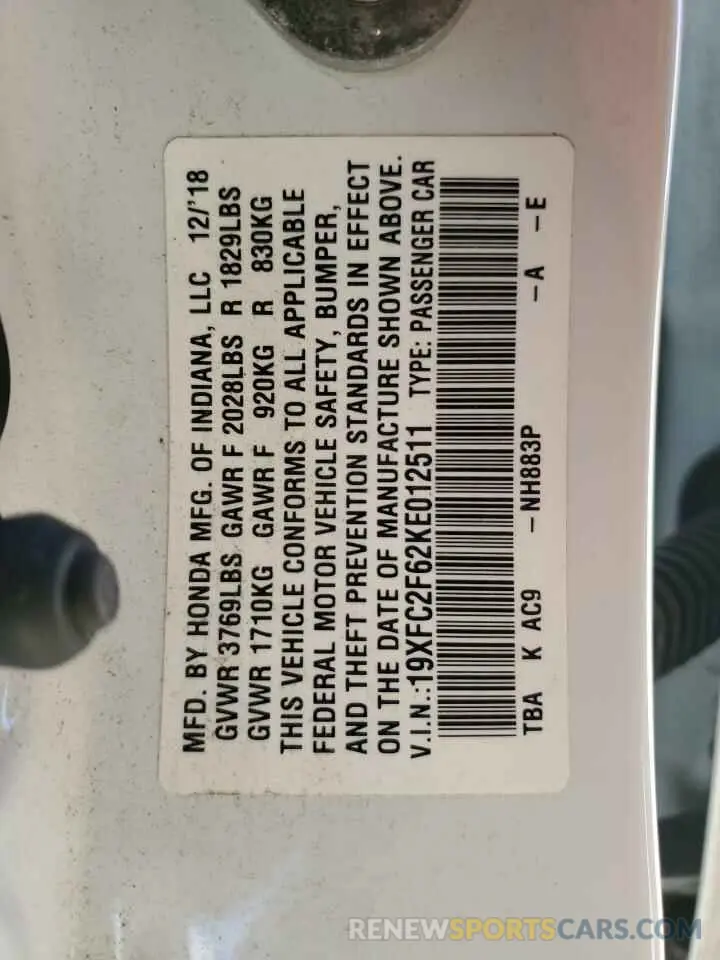 MFD. BY HONDA MFG. OF INDIANA, LLC 12/'18
GVWR 3769LBS GAWR F 2028LBS R 1829LBS
GVWR 1710KG GAWR F 920KG R 830KG
THIS VEHICLE CONFORMS TO ALL APPLICABLE
FEDERAL MOTOR VEHICLE SAFETY, BUMPER,
AND THEFT PREVENTION STANDARDS IN EFFECT
ON THE DATE OF MANUFACTURE SHOWN ABOVE.
V.I.N.:19XFC2F62KE012511 TYPE: PASSENGER CAR
TBA K AC9 -NH883P -A -E
RENEWSPORTSCARS.COM